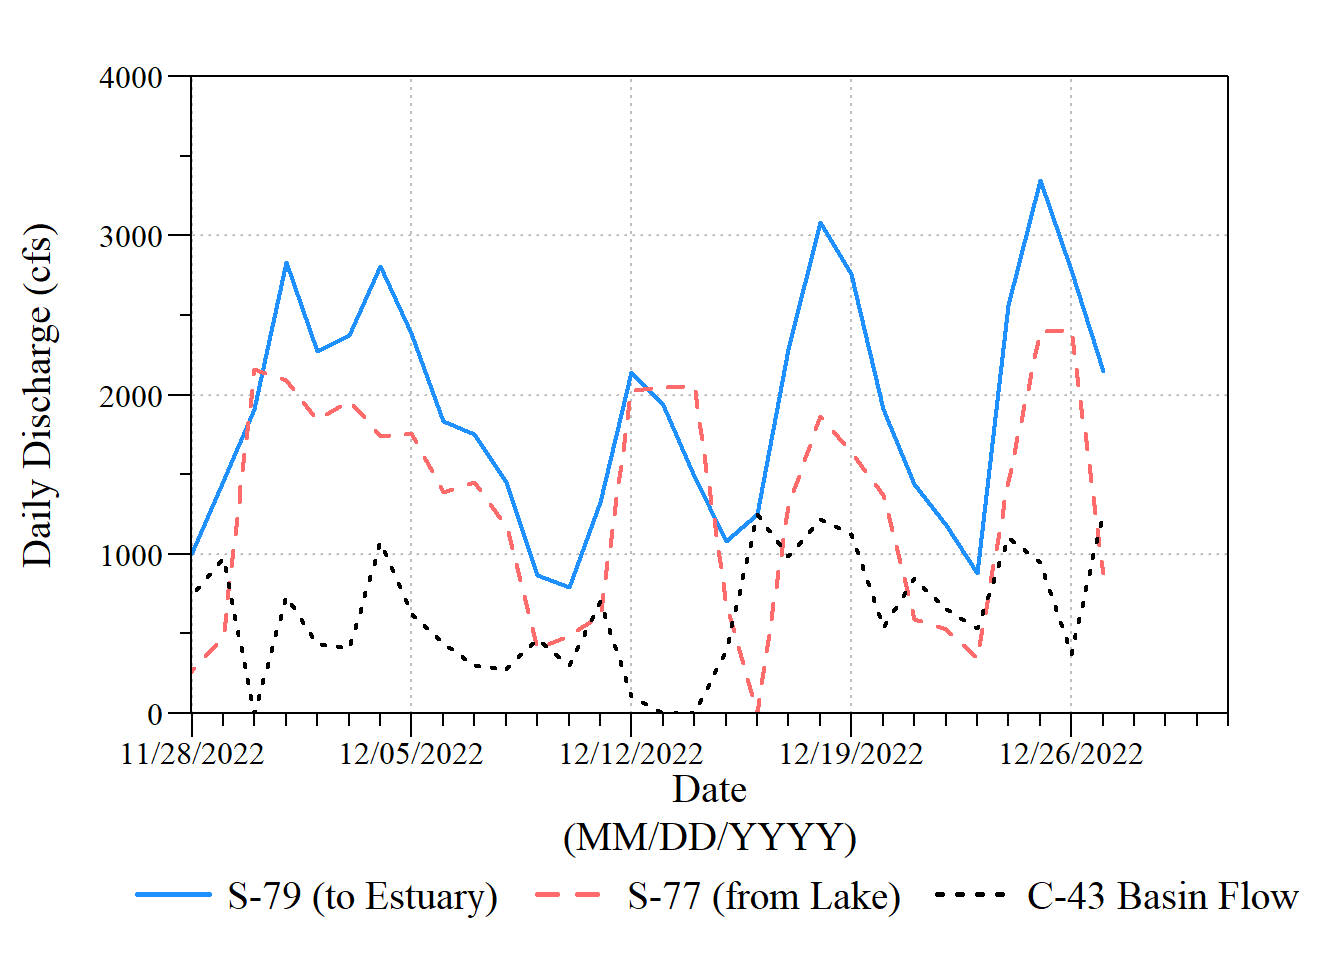 4000
3000
2000
1000
0
Daily Discharge (cfs)
11/28/2022 12/05/2022 12/12/2022 12/19/2022 12/26/2022
Date
(MM/DD/YYYY)
S-79 (to Estuary) S-77 (from Lake) C-43 Basin Flow